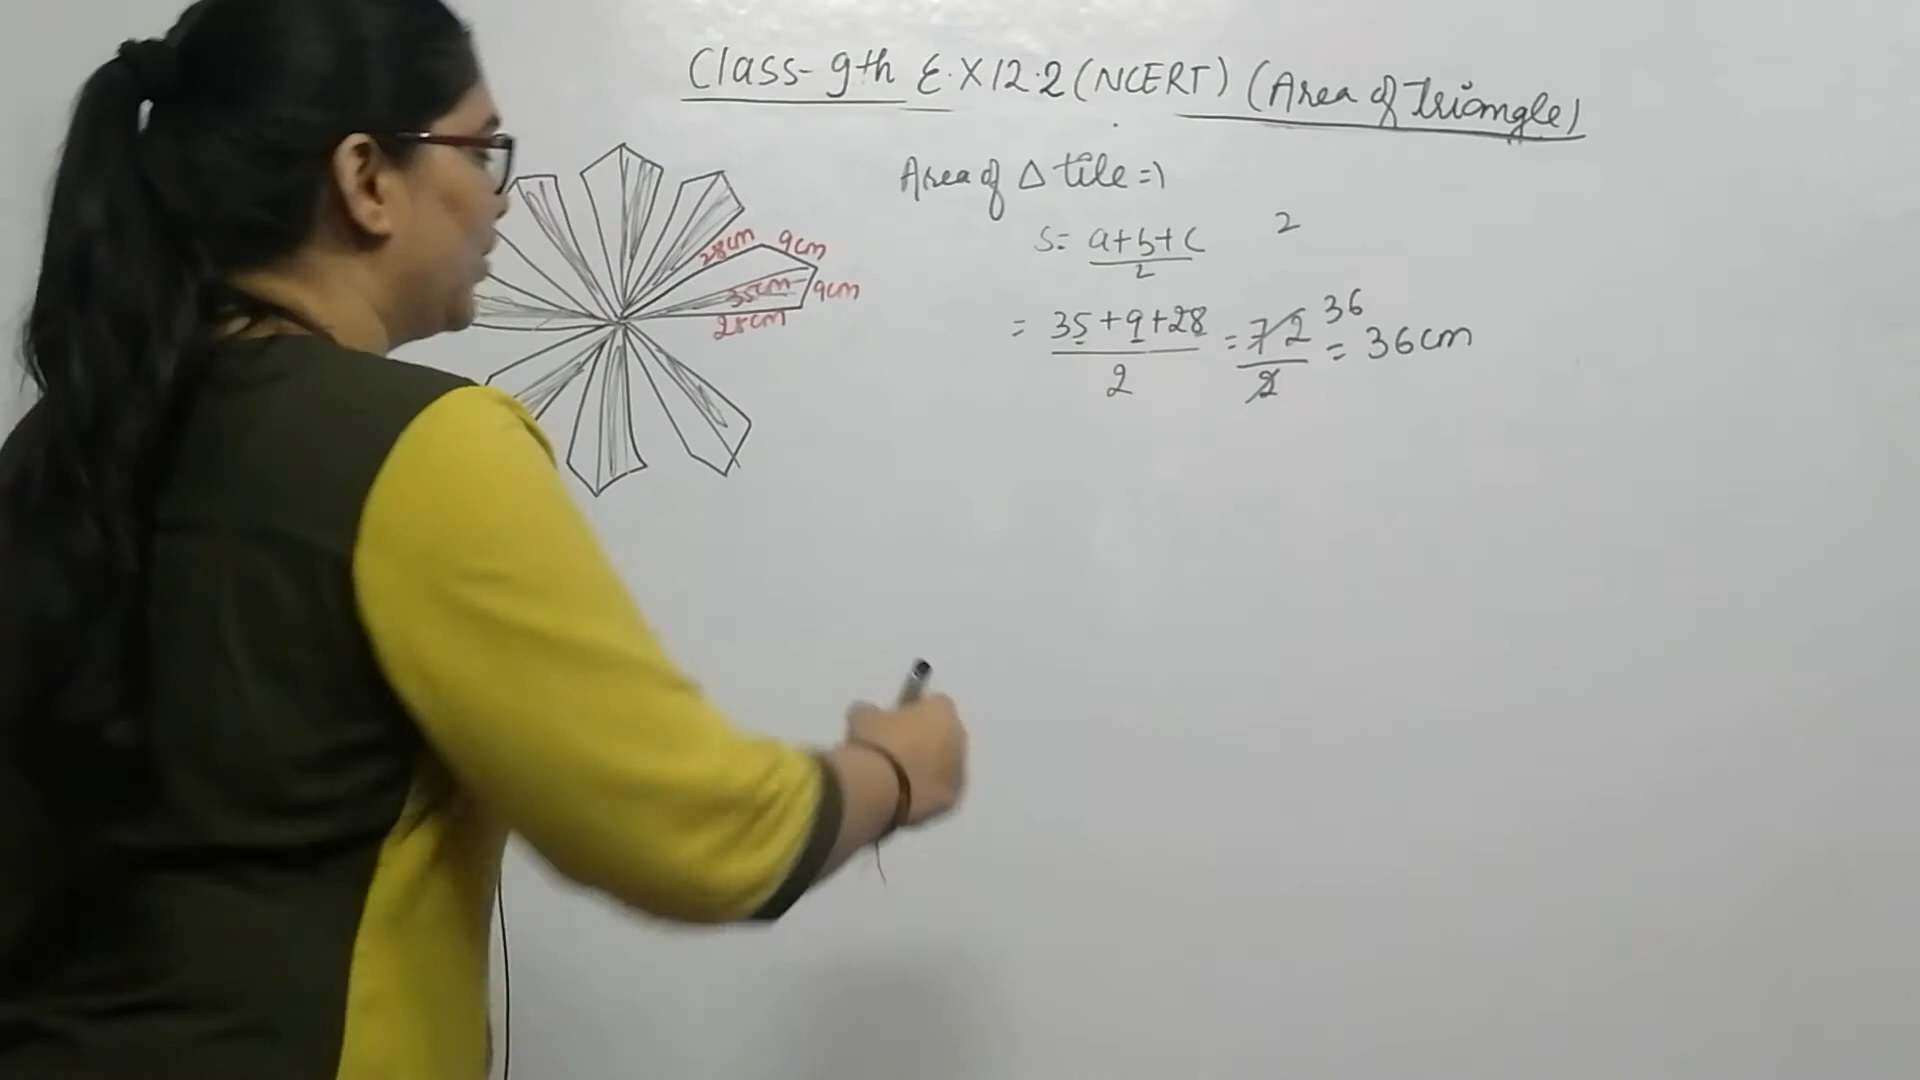 Class- 9th E.X 12.2 (NCERT) (Area of triangle)
Area of Δ tile =)
S = a+b+c / 2
2
= 35+9+28 / 2 = 72 / 2 36 = 36cm
28cm 9cm
35cm 9cm
28cm